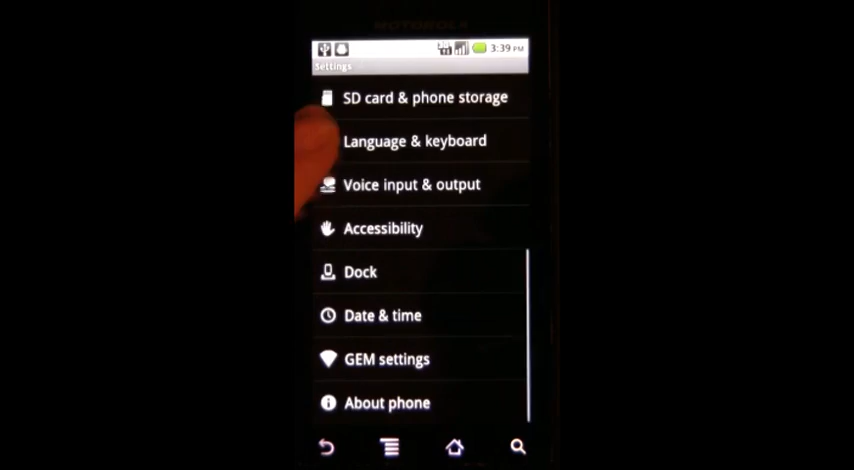 MOTOROLA
3:39 PM
Settings
SD card & phone storage
Language & keyboard
Voice input & output
Accessibility
Dock
Date & time
GEM settings
About phone